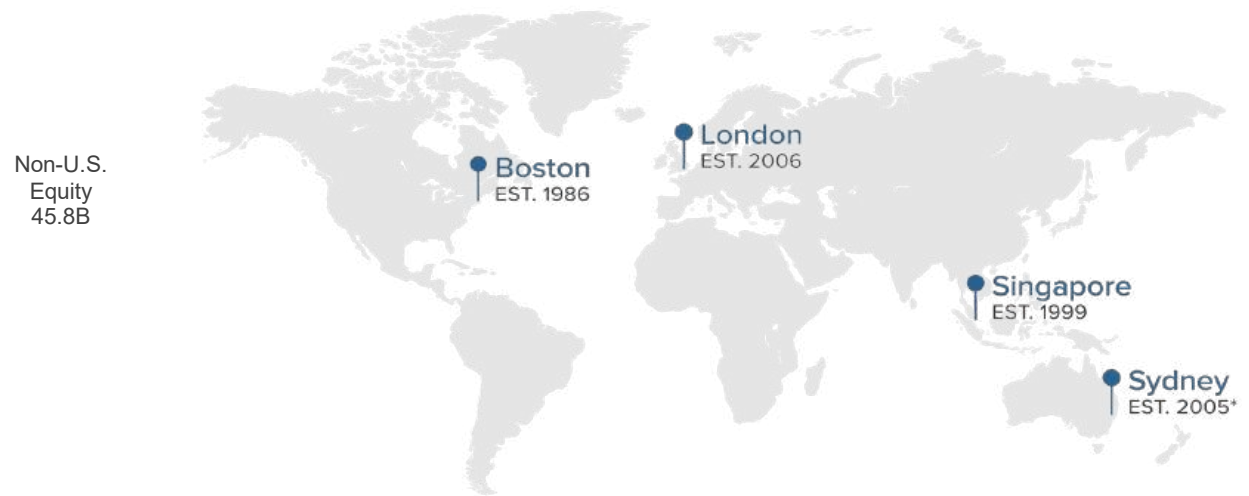 Non-U.S.
Equity
45.8B
Boston
EST. 1986
London
EST. 2006
Singapore
EST. 1999
Sydney
EST. 2005*